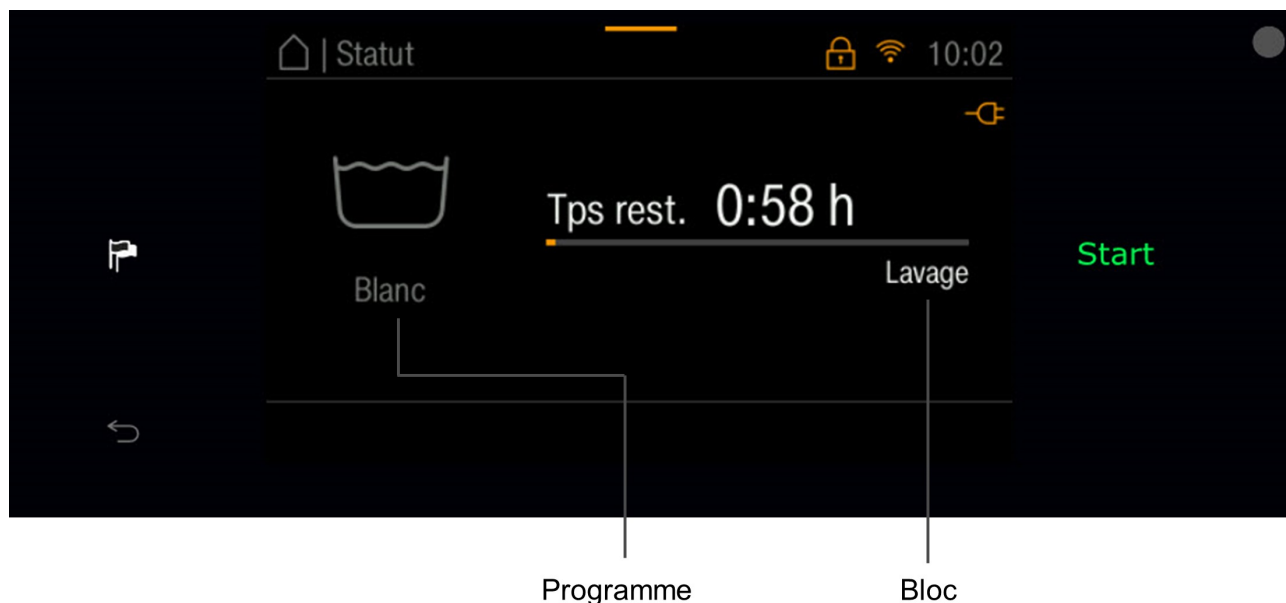 | Statut
10:02
Tps rest. 0:58 h
Lavage
Blanc
Start
Programme
Bloc